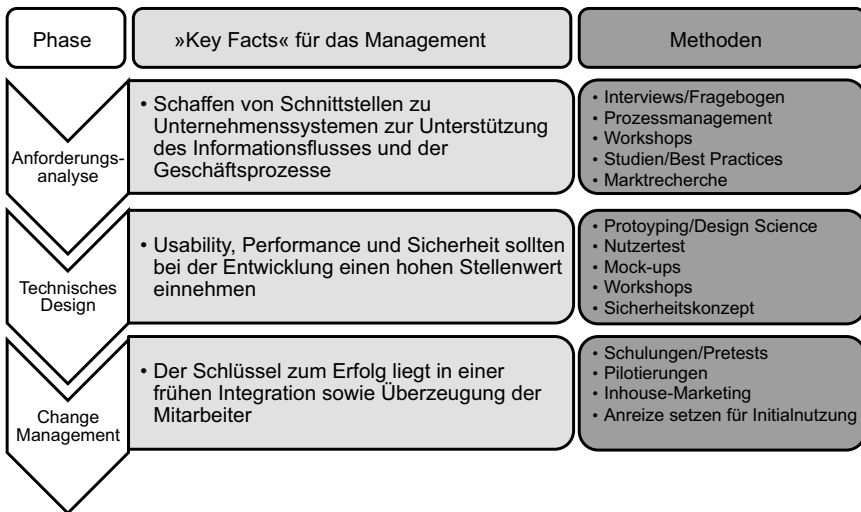 Phase
»Key Facts« für das Management
Methoden
Anforderungs-
analyse
• Schaffen von Schnittstellen zu
Unternehmenssystemen zur Unterstützung
des Informationsflusses und der
Geschäftsprozesse
• Interviews/Fragebogen
• Prozessmanagement
• Workshops
• Studien/Best Practices
• Marktrecherche
Technisches
Design
• Usability, Performance und Sicherheit sollten
bei der Entwicklung einen hohen Stellenwert
einnehmen
• Protoyping/Design Science
• Nutzertest
• Mock-ups
• Workshops
• Sicherheitskonzept
Change
Management
• Der Schlüssel zum Erfolg liegt in einer
frühen Integration sowie Überzeugung der
Mitarbeiter
• Schulungen/Pretests
• Pilotierungen
• Inhouse-Marketing
• Anreize setzen für Initialnutzung